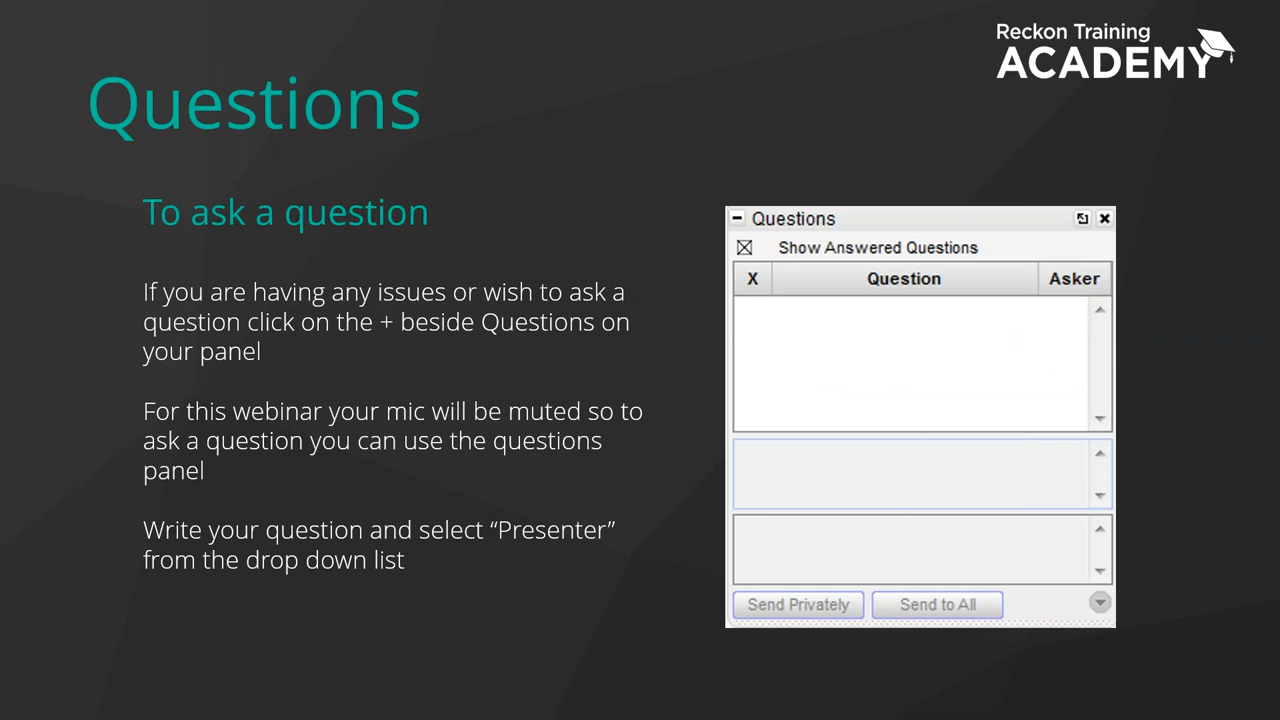 Reckon Training
ACADEMY
Questions
To ask a question
If you are having any issues or wish to ask a
question click on the + beside Questions on
your panel
For this webinar your mic will be muted so to
ask a question you can use the questions
panel
Write your question and select “Presenter”
from the drop down list
Questions
Show Answered Questions
X Question Asker
Send Privately Send to All